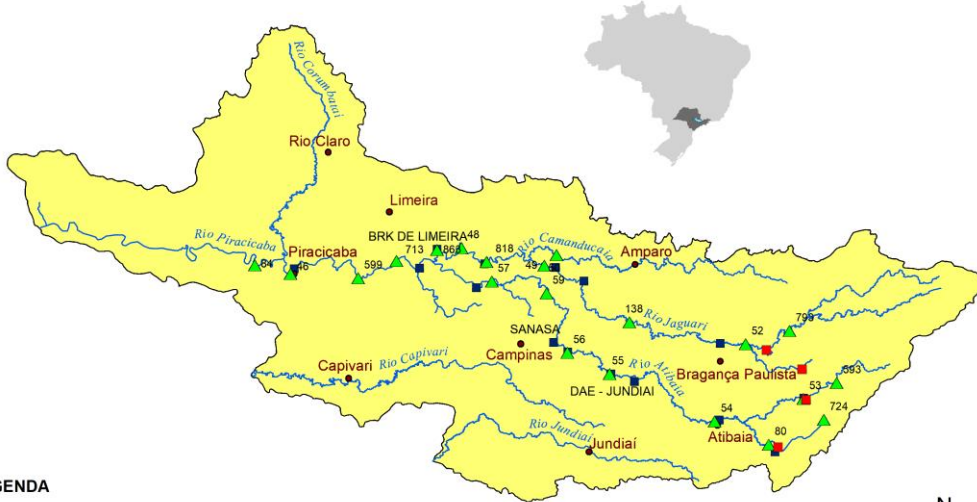 Rio Corumbataí
Rio Claro
Limeira
BRK DE LIMEIRA
48
713
818
Rio Camanducaia
Amparo
Rio Piracicaba
Piracicaba
84
46
599
49
57
59
138
Rio Jaguari
52
799
SANASA
56
Campinas
Capivari
Rio Capivari
55
Rio Atibaia
Bragança Paulista
593
53
DAE - JUNDIAI
54
724
Atibaia
80
Rio Jundiaí
Jundiaí
GENDA
N